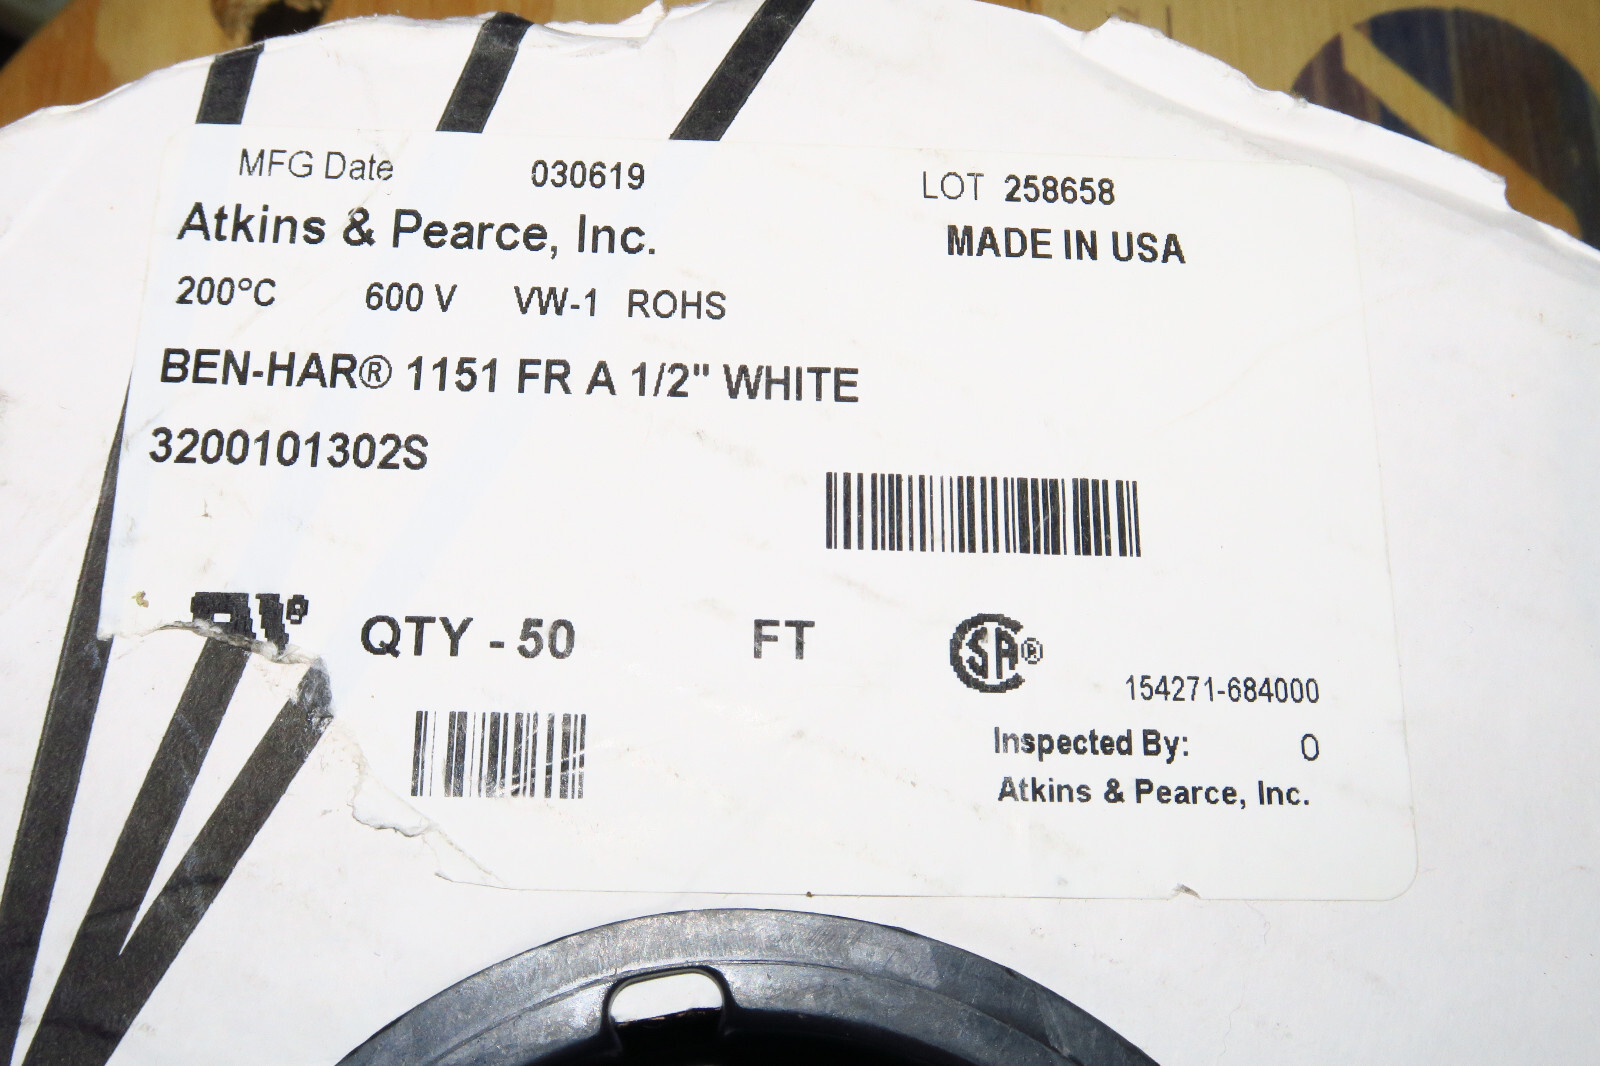 MFG Date 030619 LOT 258658
Atkins & Pearce, Inc. MADE IN USA
200°C 600 V VW-1 ROHS
BEN-HAR® 1151 FR A 1/2" WHITE
3200101302S
QTY - 50 FT
CSA®
154271-684000
Inspected By: O
Atkins & Pearce, Inc.